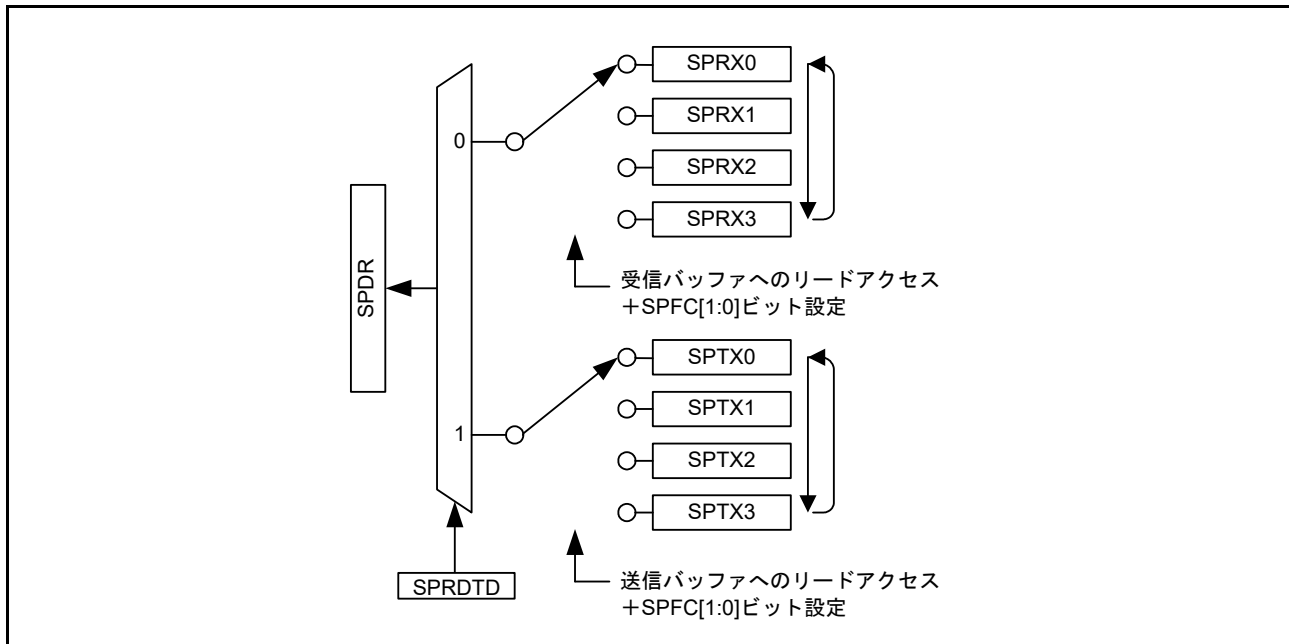 SPRX0
SPRX1
0
SPRX2
SPRX3
SPDR
受信バッファへのリードアクセス
＋SPFC[1:0]ビット設定
SPTX0
SPTX1
1
SPTX2
SPTX3
SPRDTD
送信バッファへのリードアクセス
＋SPFC[1:0]ビット設定